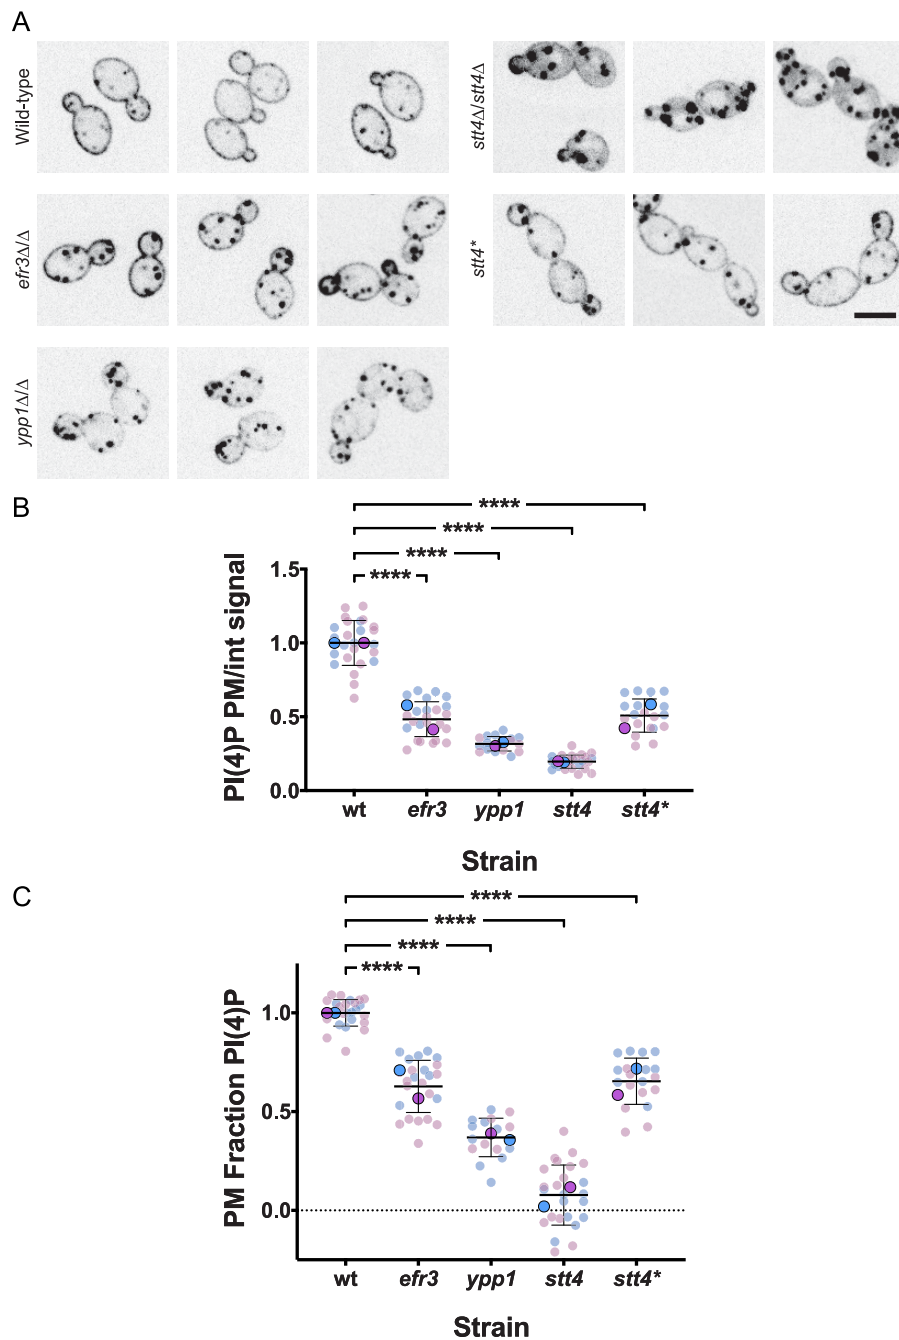 A
Wild-type
stt4Δ/stt4Δ
efr3Δ/Δ
stt4*
ypp1Δ/Δ
B
****
****
****
****
PI(4)P PM/int signal
1.5
1.0
0.5
0.0
wt efr3 ypp1 stt4 stt4*
Strain
C
****
****
****
****
PM Fraction PI(4)P
1.0
0.5
0.0
wt efr3 ypp1 stt4 stt4*
Strain